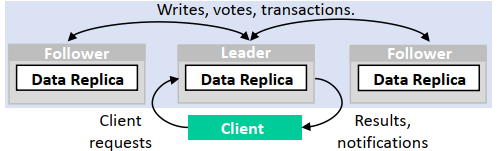 Writes, votes, transactions.
Follower
Leader
Follower
Data Replica
Data Replica
Data Replica
Client
requests
Client
Results,
notifications